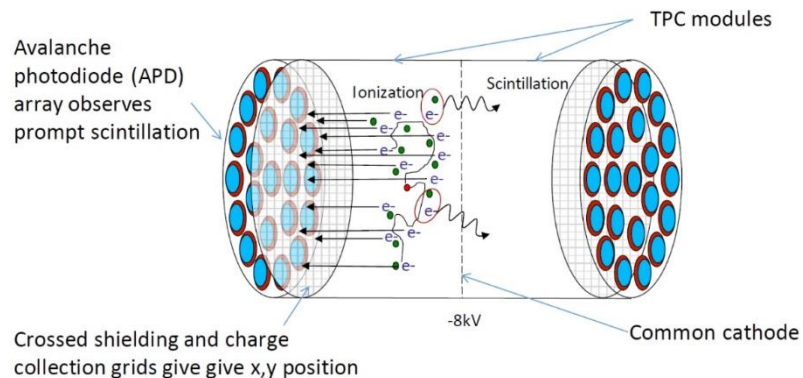 TPC modules
Avalanche
photodiode (APD)
array observes
prompt scintillation
Ionization
Scintillation
e-
e-
e-
e-
e-
e-
e-
e-
e-
e-
e-
e-
e-
e-
-8kV
Crossed shielding and charge
collection grids give give x,y position
Common cathode